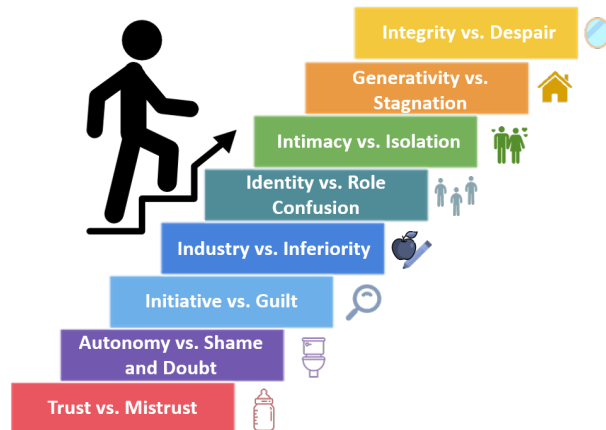 Integrity vs. Despair
Generativity vs.
Stagnation
Intimacy vs. Isolation
Identity vs. Role
Confusion
Industry vs. Inferiority
Initiative vs. Guilt
Autonomy vs. Shame
and Doubt
Trust vs. Mistrust